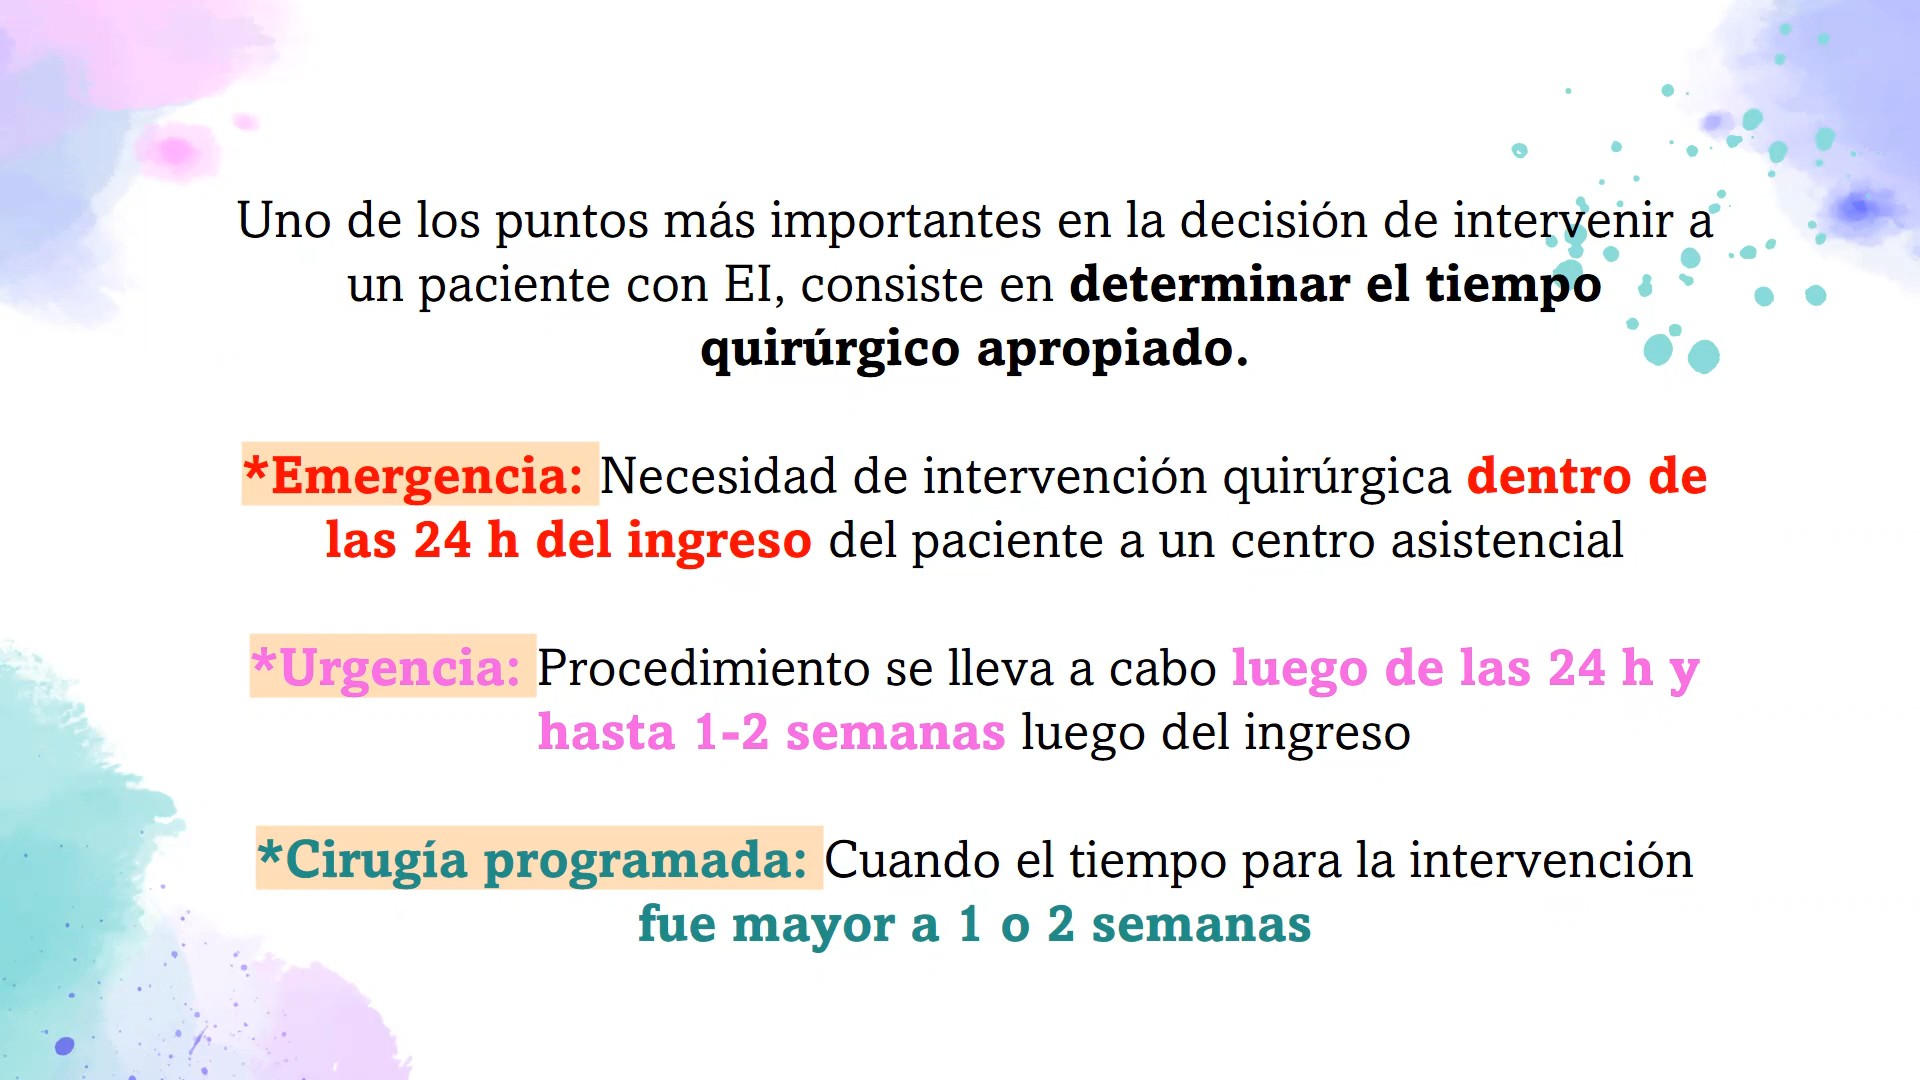 Uno de los puntos más importantes en la decisión de intervenir a
un paciente con EI, consiste en determinar el tiempo
quirúrgico apropiado.
*Emergencia: Necesidad de intervención quirúrgica dentro de
las 24 h del ingreso del paciente a un centro asistencial
*Urgencia: Procedimiento se lleva a cabo luego de las 24 h y
hasta 1-2 semanas luego del ingreso
*Cirugía programada: Cuando el tiempo para la intervención
fue mayor a 1 o 2 semanas